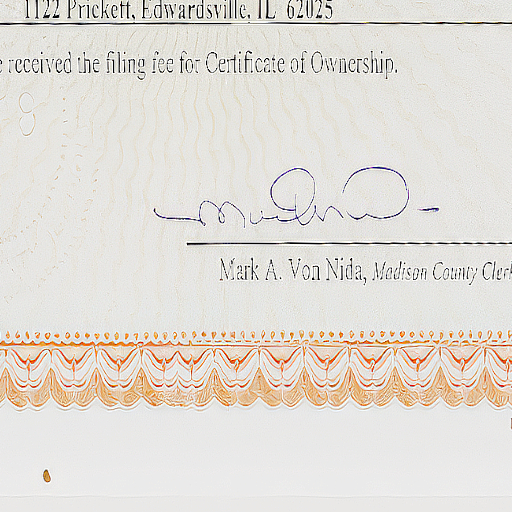 1122 Prickett, Edwardsville, IL 62025
received the filing fee for Certificate of Ownership.
Mark A. Von Nida, Madison County Clerk